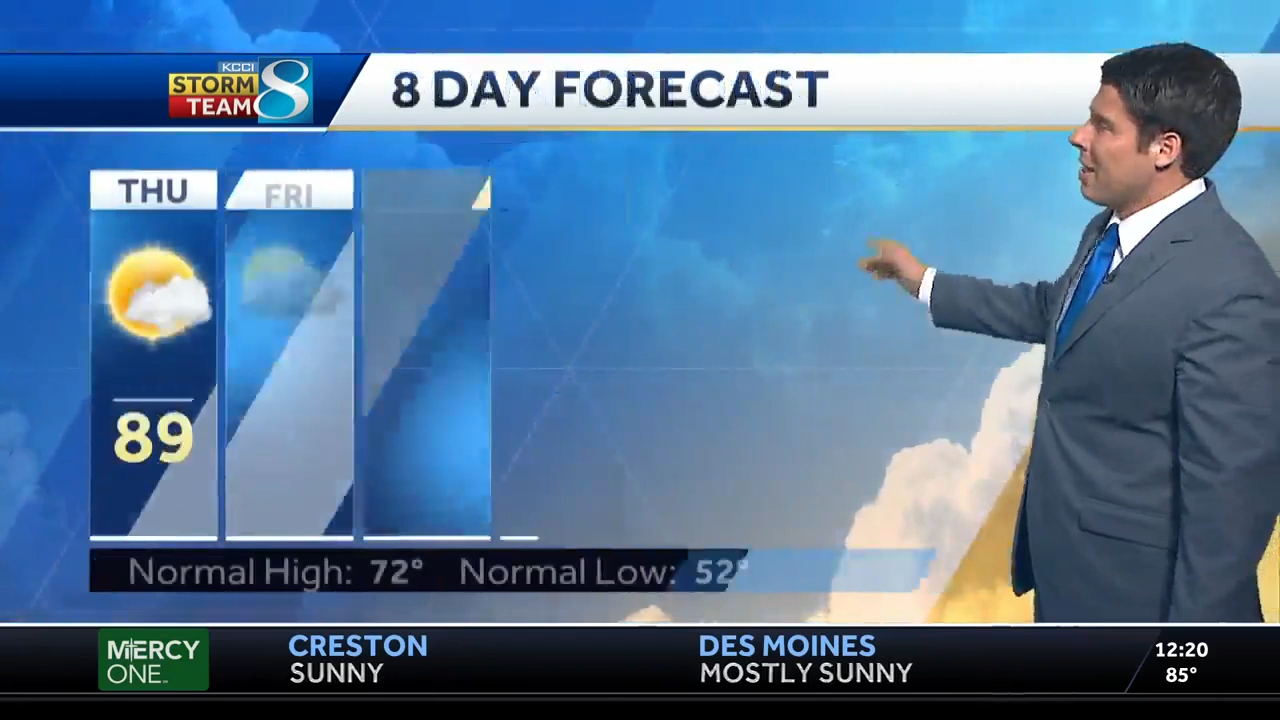 KCCI
STORM
TEAM
8
8 DAY FORECAST
THU
FRI
89
Normal High: 72° Normal Low: 52°
MERCY
ONE
CRESTON
SUNNY
DES MOINES
MOSTLY SUNNY
12:20
85°